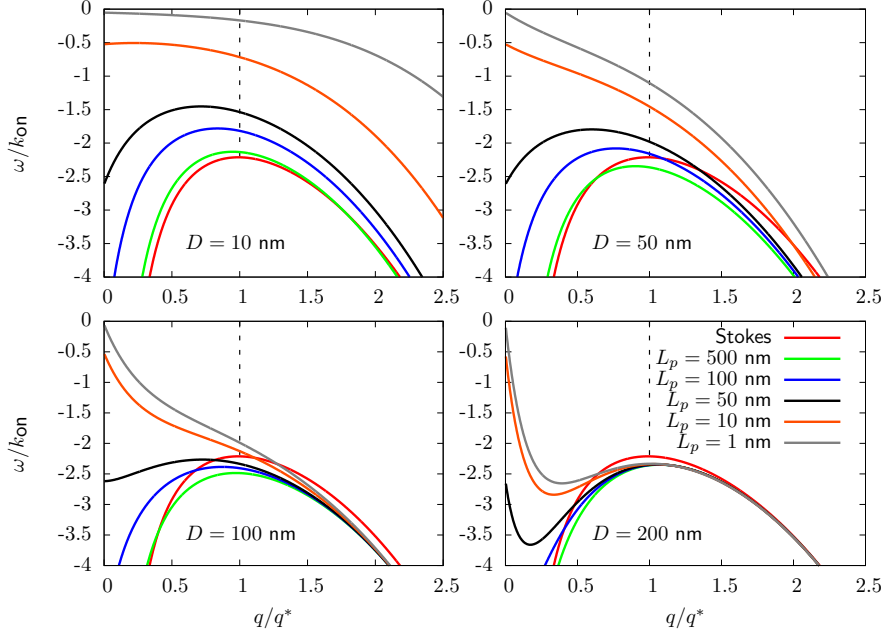 0
-0.5
-1
-1.5
-2
-2.5
-3
-3.5
-4
ω/k_on
0 0.5 1 1.5 2 2.5
D = 10 nm
0
-0.5
-1
-1.5
-2
-2.5
-3
-3.5
-4
0 0.5 1 1.5 2 2.5
D = 50 nm
0
-0.5
-1
-1.5
-2
-2.5
-3
-3.5
-4
ω/k_on
0 0.5 1 1.5 2 2.5
q/q*
D = 100 nm
0
-0.5
-1
-1.5
-2
-2.5
-3
-3.5
-4
0 0.5 1 1.5 2 2.5
q/q*
D = 200 nm
Stokes
L_p = 500 nm
L_p = 100 nm
L_p = 50 nm
L_p = 10 nm
L_p = 1 nm